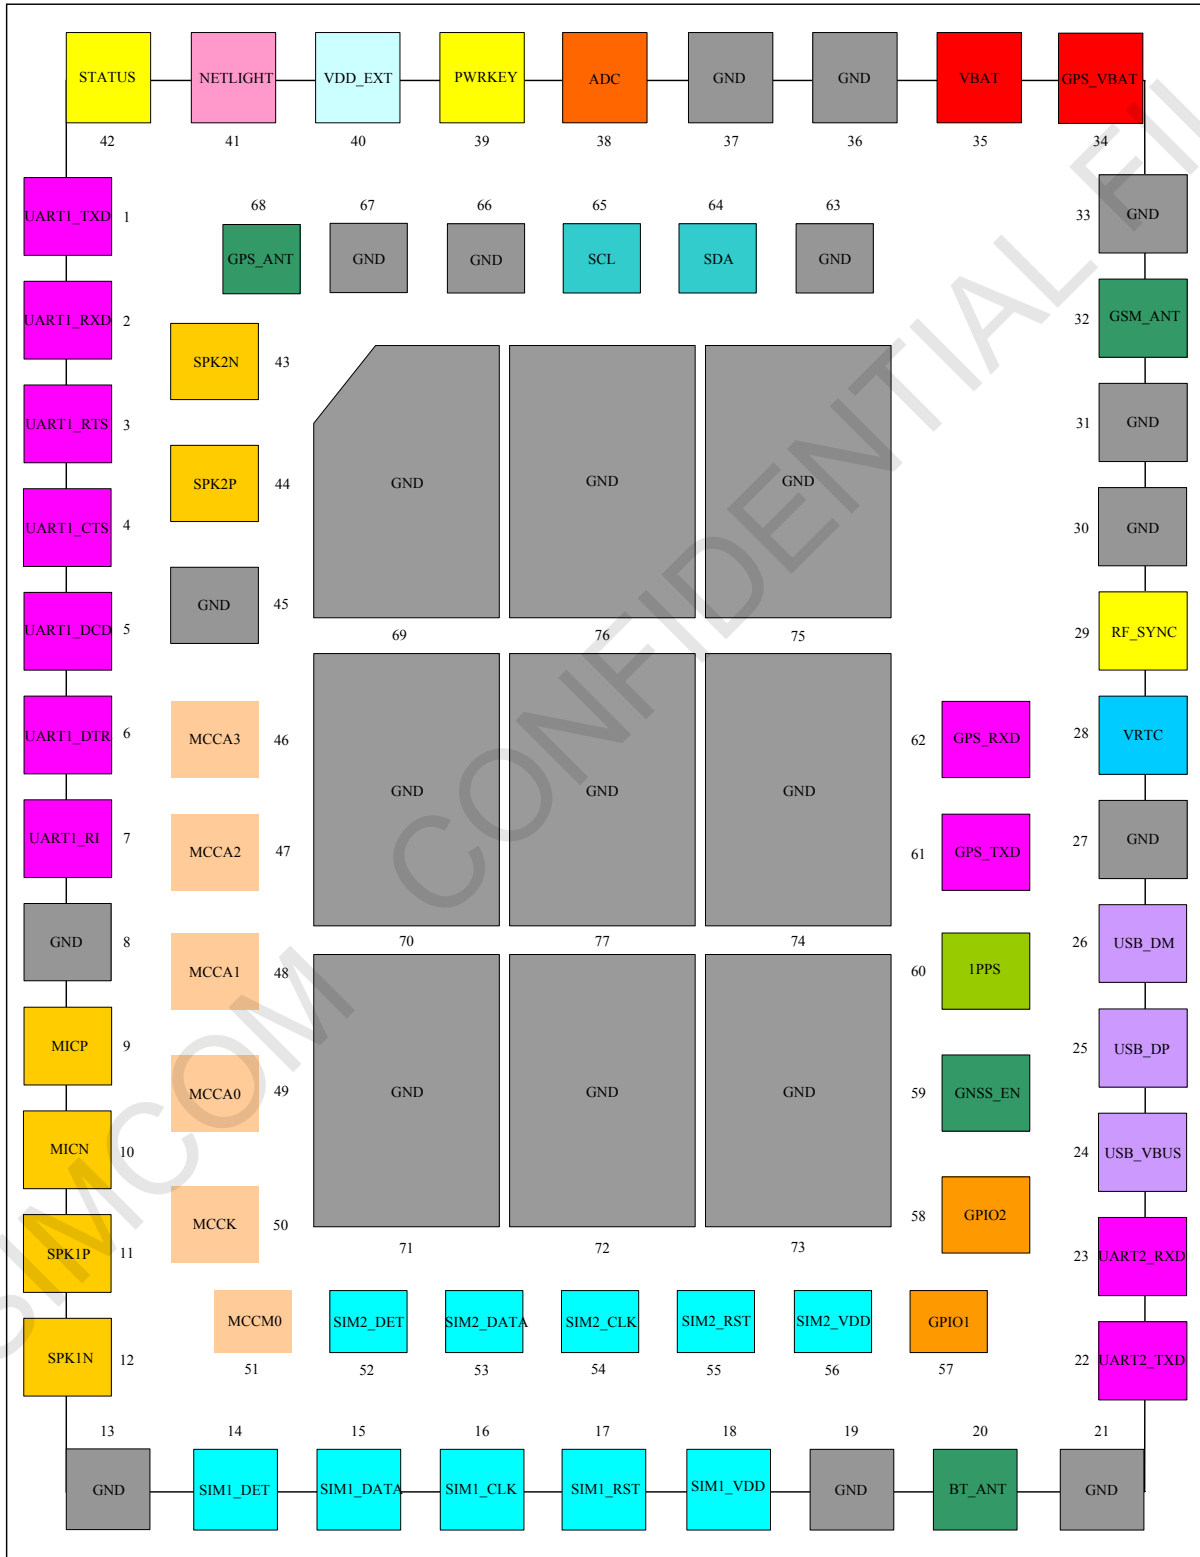 STATUS NETLIGHT VDD_EXT PWRKEY ADC GND GND VBAT GPS_VBAT
42 41 40 39 38 37 36 35 34
UART1_TXD 1
68 67 66 65 64 63
GPS_ANT GND GND SCL SDA GND
33 GND
UART1_RXD 2
SPK2N 43
32 GSM_ANT
UART1_RTS 3
31 GND
SPK2P 44
GND GND GND
UART1_CTS 4
30 GND
GND 45
UART1_DCD 5
69 76 75
29 RF_SYNC
UART1_DTR 6
MCCA3 46
62 GPS_RXD
28 VRTC
GND GND GND
UART1_RI 7
MCCA2 47
61 GPS_TXD
27 GND
GND 8
70 77 74
MCCA1 48
60 1PPS
26 USB_DM
MICP 9
25 USB_DP
MCCA0 49
GND GND GND
59 GNSS_EN
MICN 10
24 USB_VBUS
MCCK 50
58 GPIO2
SPK1P 11
71 72 73
23 UART2_RXD
MCCM0 SIM2_DET SIM2_DATA SIM2_CLK SIM2_RST SIM2_VDD GPIO1
51 52 53 54 55 56 57
SPK1N 12
22 UART2_TXD
13 14 15 16 17 18 19 20 21
GND SIM1_DET SIM1_DATA SIM1_CLK SIM1_RST SIM1_VDD GND BT_ANT GND
SIMCOM CONFIDENTIAL FIL